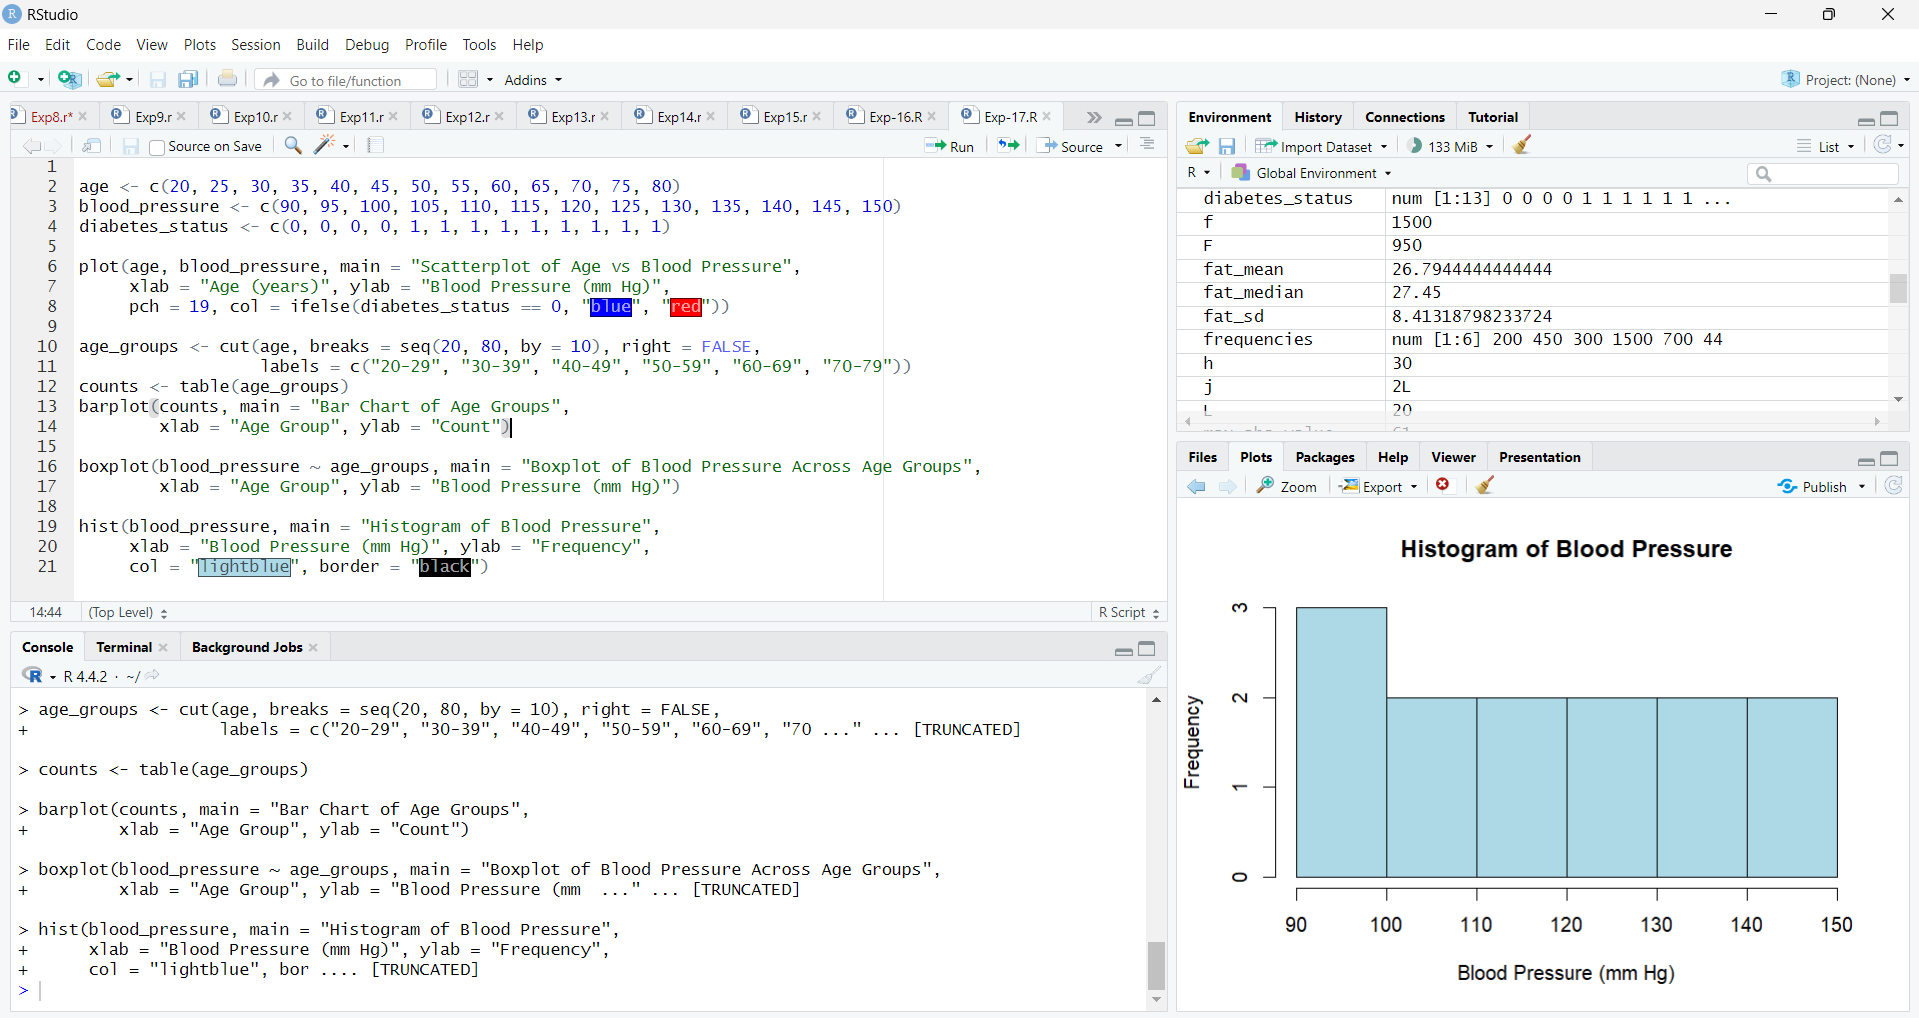 RStudio
File Edit Code View Plots Session Build Debug Profile Tools Help
Go to file/function Addins Project: (None)
Exp8.r* Exp9.r Exp10.r Exp11.r Exp12.r Exp13.r Exp14.r Exp15.r Exp-16.R Exp-17.R
Source on Save Run Source
1
2 age <- c(20, 25, 30, 35, 40, 45, 50, 55, 60, 65, 70, 75, 80)
3 blood_pressure <- c(90, 95, 100, 105, 110, 115, 120, 125, 130, 135, 140, 145, 150)
4 diabetes_status <- c(0, 0, 0, 0, 1, 1, 1, 1, 1, 1, 1, 1, 1)
5
6 plot(age, blood_pressure, main = "Scatterplot of Age vs Blood Pressure",
7 xlab = "Age (years)", ylab = "Blood Pressure (mm Hg)",
8 pch = 19, col = ifelse(diabetes_status == 0, "blue", "red"))
9
10 age_groups <- cut(age, breaks = seq(20, 80, by = 10), right = FALSE,
11 labels = c("20-29", "30-39", "40-49", "50-59", "60-69", "70-79"))
12 counts <- table(age_groups)
13 barplot(counts, main = "Bar Chart of Age Groups",
14 xlab = "Age Group", ylab = "Count")
15
16 boxplot(blood_pressure ~ age_groups, main = "Boxplot of Blood Pressure Across Age Groups",
17 xlab = "Age Group", ylab = "Blood Pressure (mm Hg)")
18
19 hist(blood_pressure, main = "Histogram of Blood Pressure",
20 xlab = "Blood Pressure (mm Hg)", ylab = "Frequency",
21 col = "lightblue", border = "black")
14:44 (Top Level) R Script
Console Terminal Background Jobs
R 4.4.2 · ~/
> age_groups <- cut(age, breaks = seq(20, 80, by = 10), right = FALSE,
+ labels = c("20-29", "30-39", "40-49", "50-59", "60-69", "70 ..." ... [TRUNCATED]
> counts <- table(age_groups)
> barplot(counts, main = "Bar Chart of Age Groups",
+ xlab = "Age Group", ylab = "Count")
> boxplot(blood_pressure ~ age_groups, main = "Boxplot of Blood Pressure Across Age Groups",
+ xlab = "Age Group", ylab = "Blood Pressure (mm ..." ... [TRUNCATED]
> hist(blood_pressure, main = "Histogram of Blood Pressure",
+ xlab = "Blood Pressure (mm Hg)", ylab = "Frequency",
+ col = "lightblue", bor .... [TRUNCATED]
>
Environment History Connections Tutorial
Import Dataset 133 MiB List
R Global Environment
diabetes_status num [1:13] 0 0 0 0 1 1 1 1 1 1 ...
f 1500
F 950
fat_mean 26.7944444444444
fat_median 27.45
fat_sd 8.41318798233724
frequencies num [1:6] 200 450 300 1500 700 44
h 30
j 2L
L 20
Files Plots Packages Help Viewer Presentation
Zoom Export Publish
Histogram of Blood Pressure
Frequency
3
2
1
0
90 100 110 120 130 140 150
Blood Pressure (mm Hg)